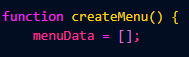 function createMenu() {
    menuData = [];